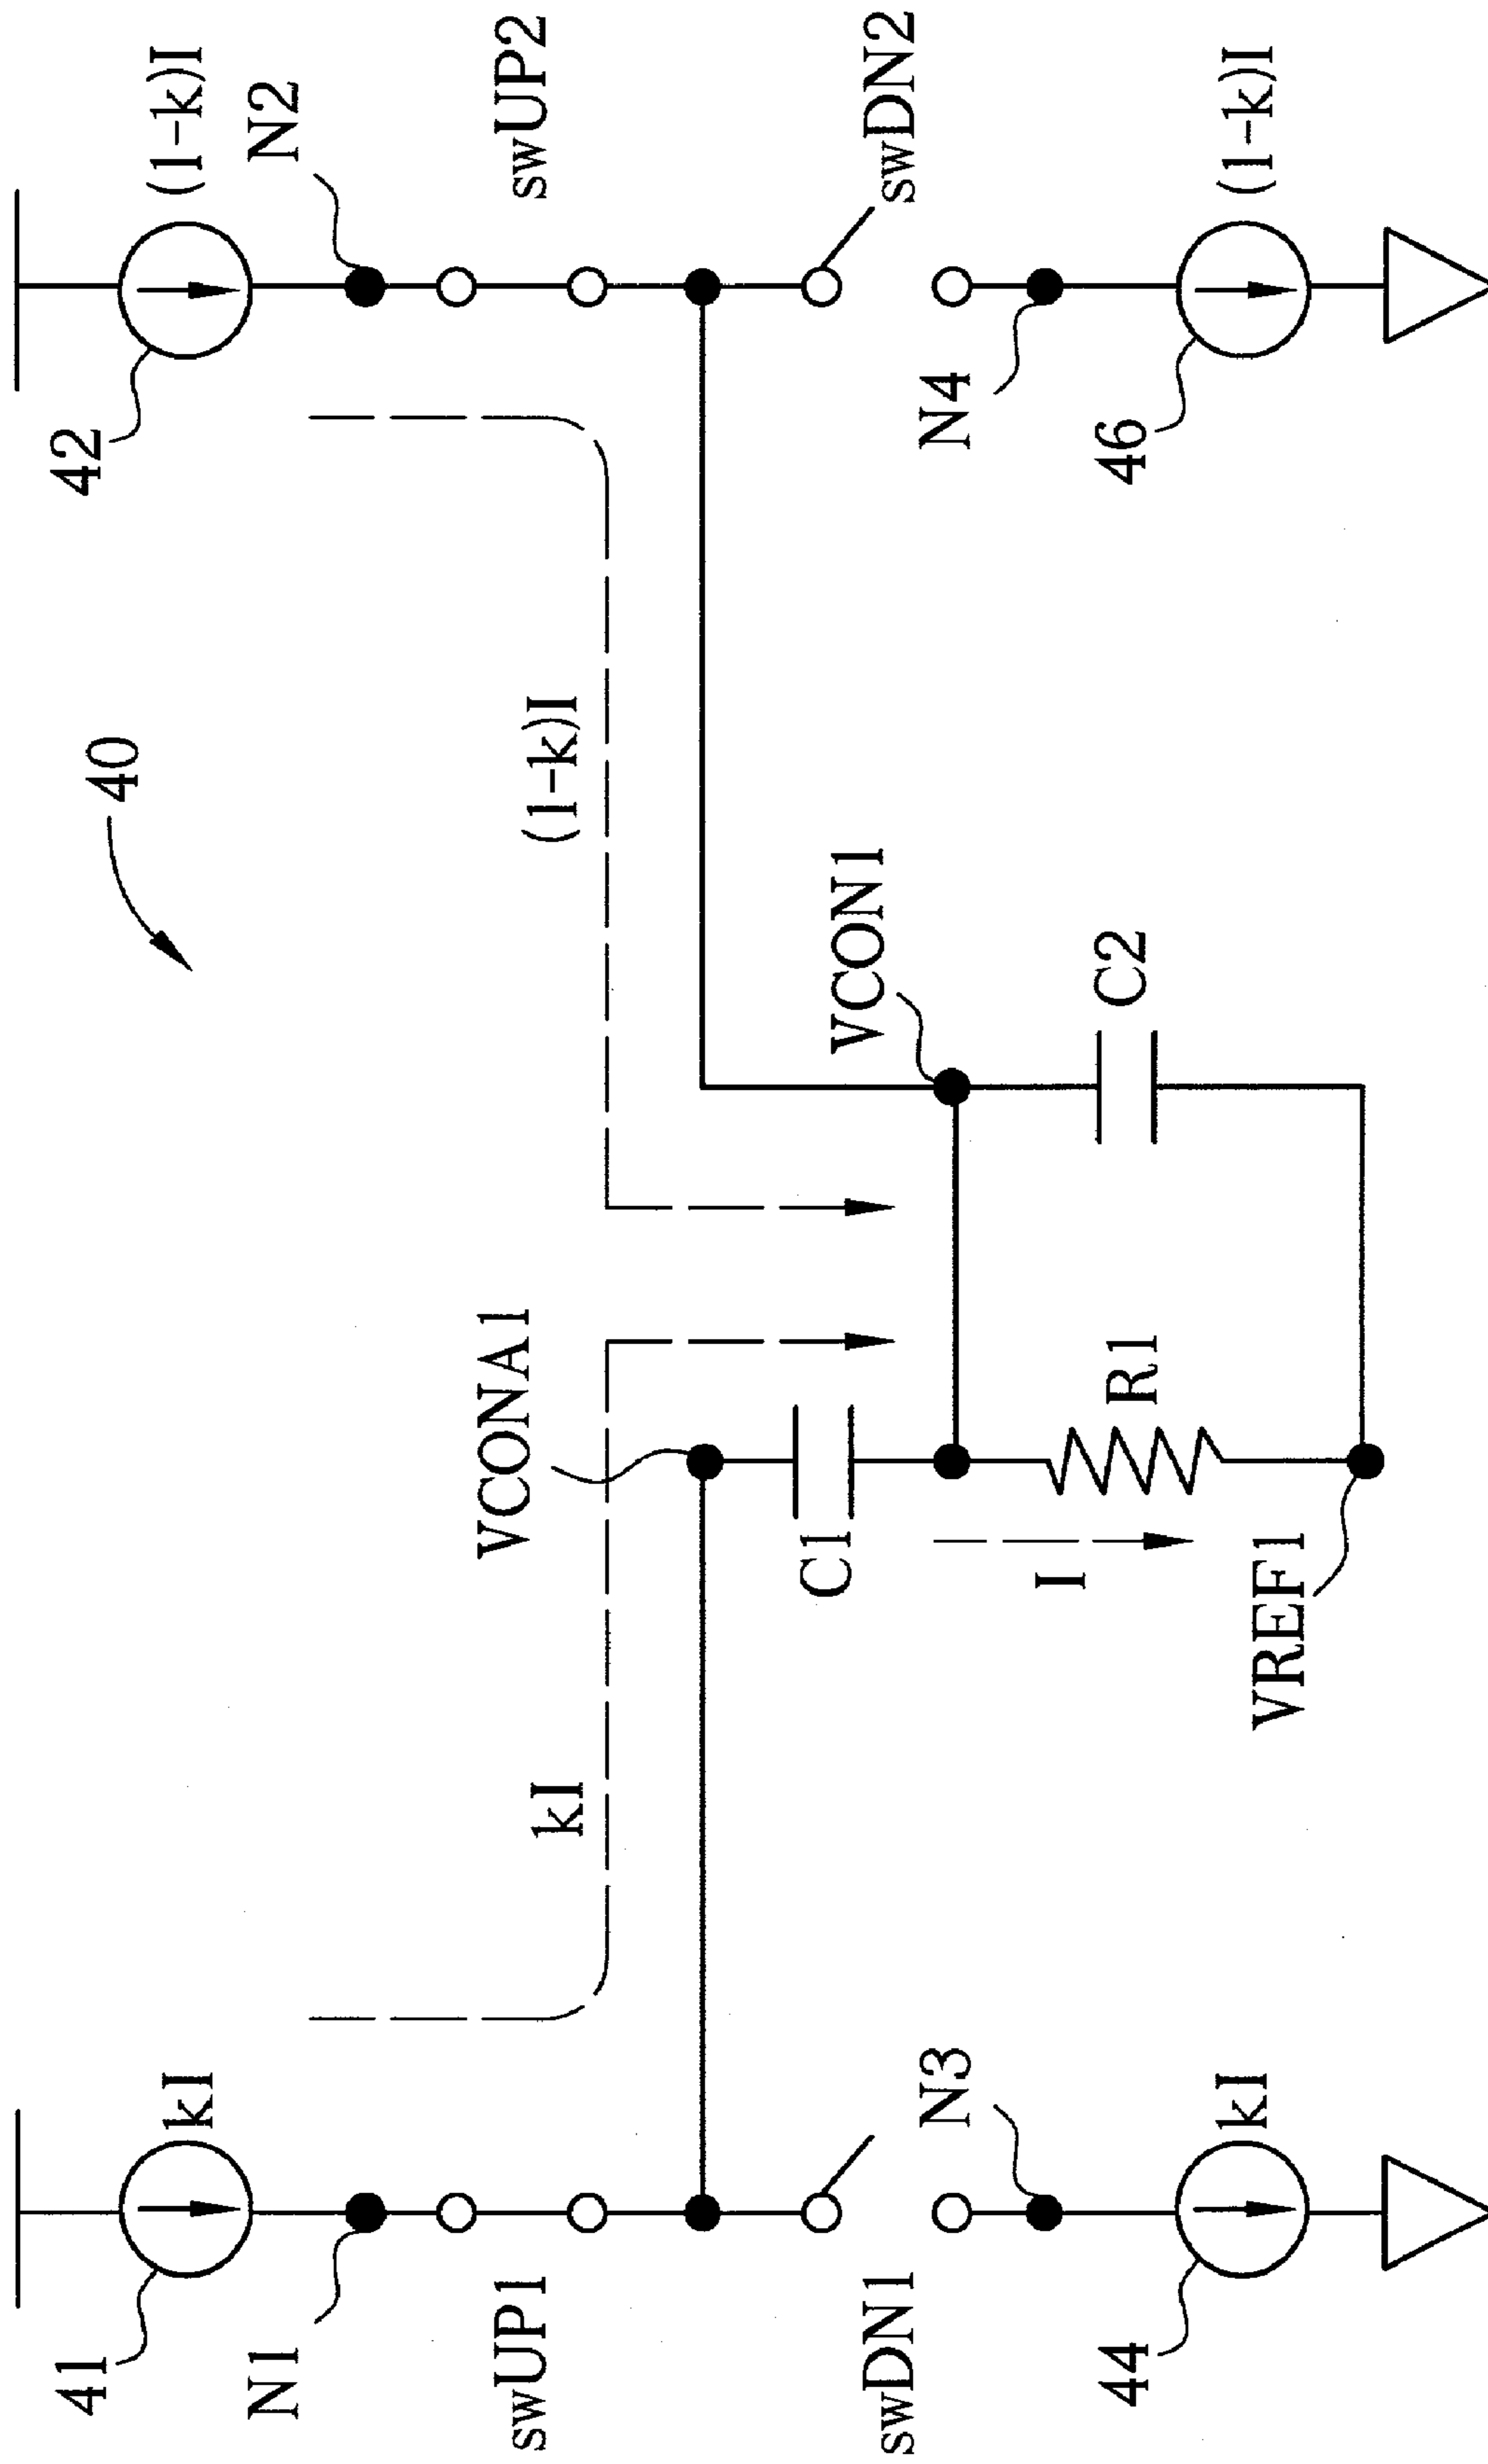 40
41
kI
42
(1-k)I
N1
N2
swUP1
swUP2
kI
(1-k)I
VCONA1
VCON1
C1
C2
I
R1
VREF1
swDN1
swDN2
N3
N4
44
kI
46
(1-k)I